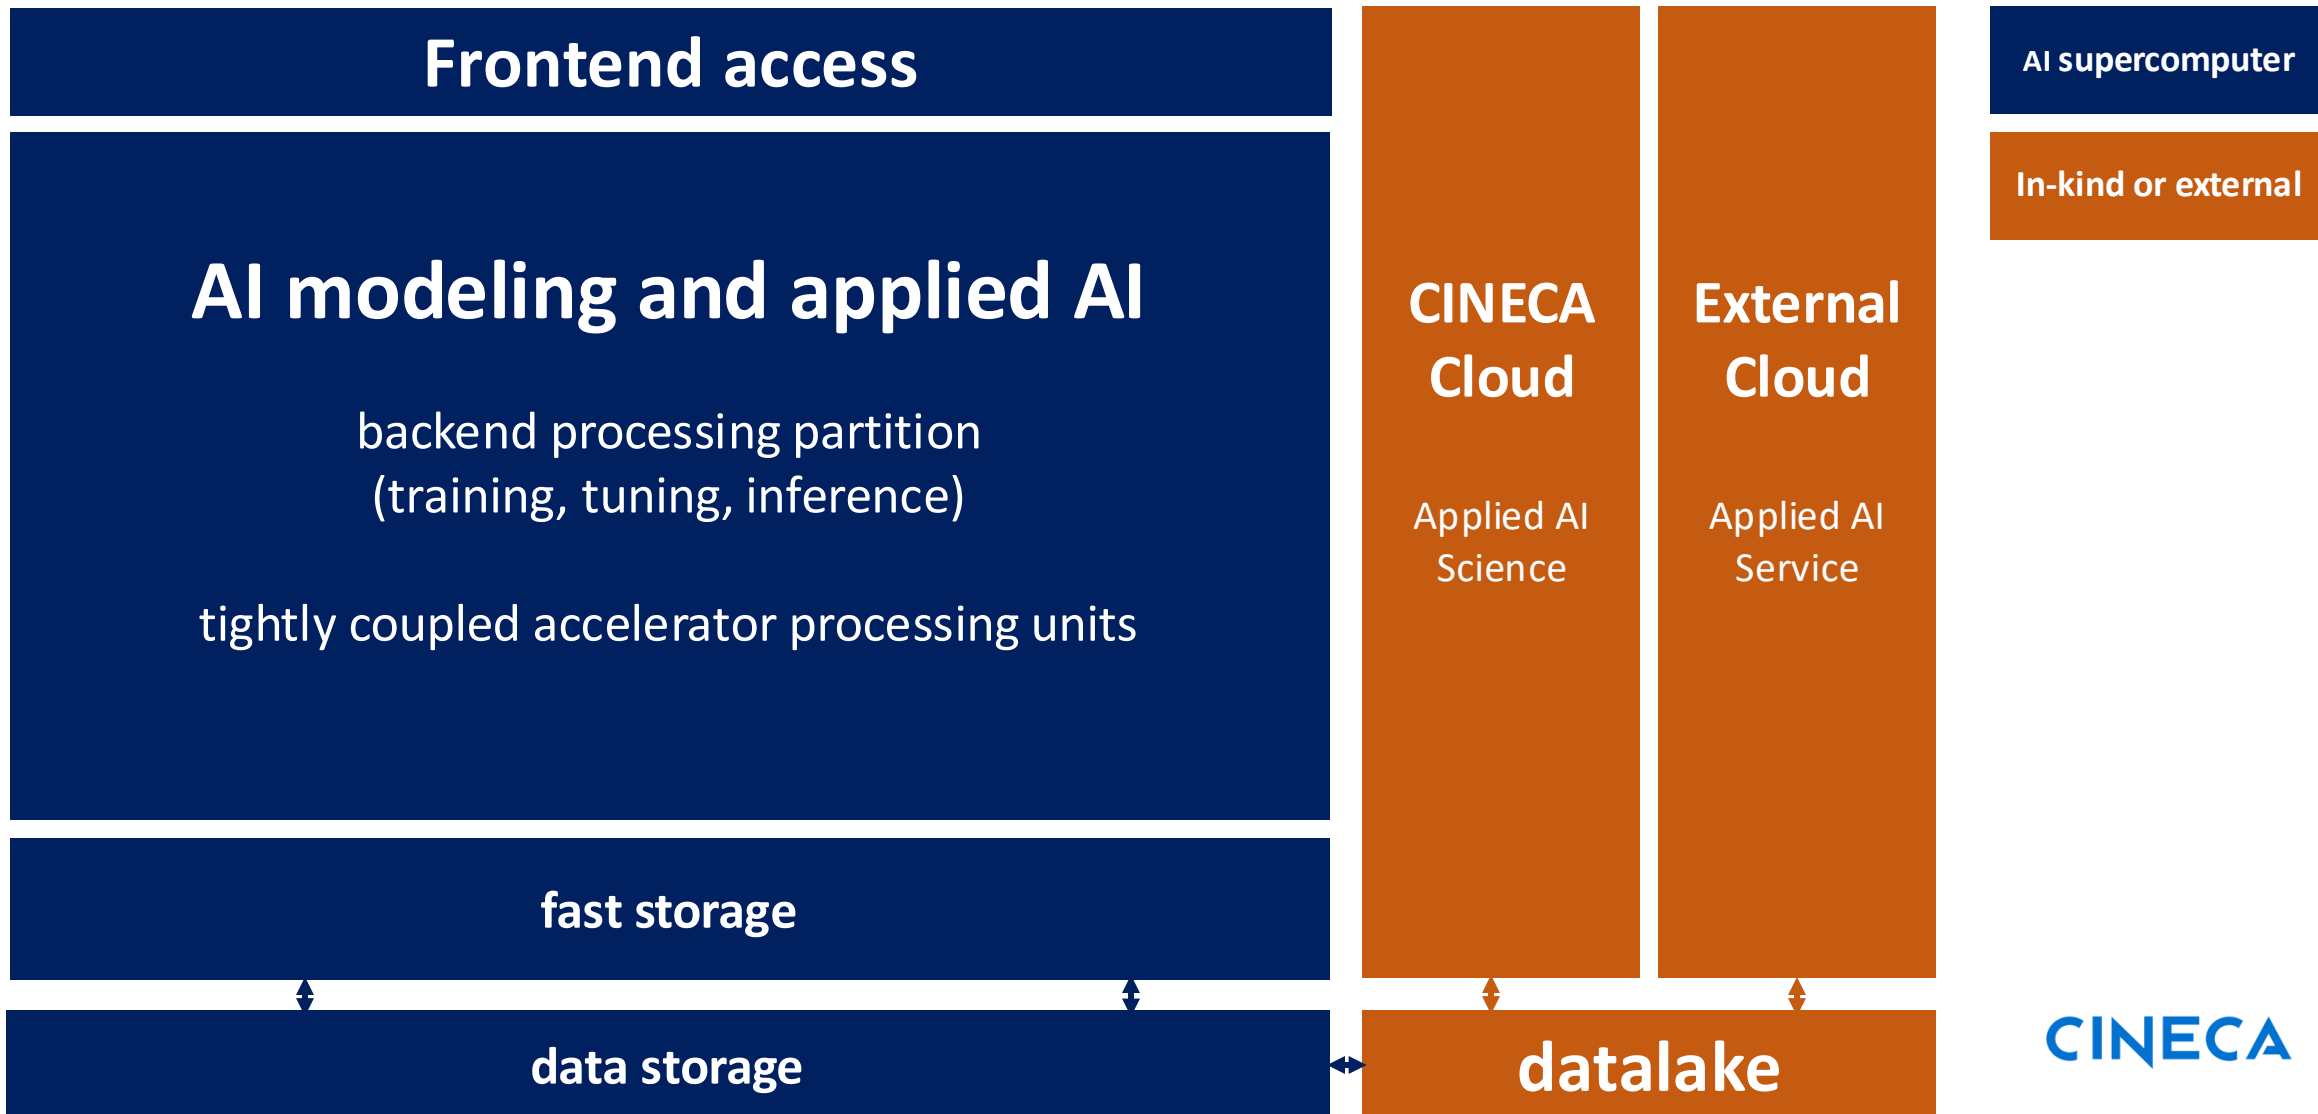 Frontend access
AI modeling and applied AI
backend processing partition
(training, tuning, inference)
tightly coupled accelerator processing units
fast storage
data storage
CINECA
Cloud
Applied AI
Science
External
Cloud
Applied AI
Service
datalake
AI supercomputer
In-kind or external
CINECA